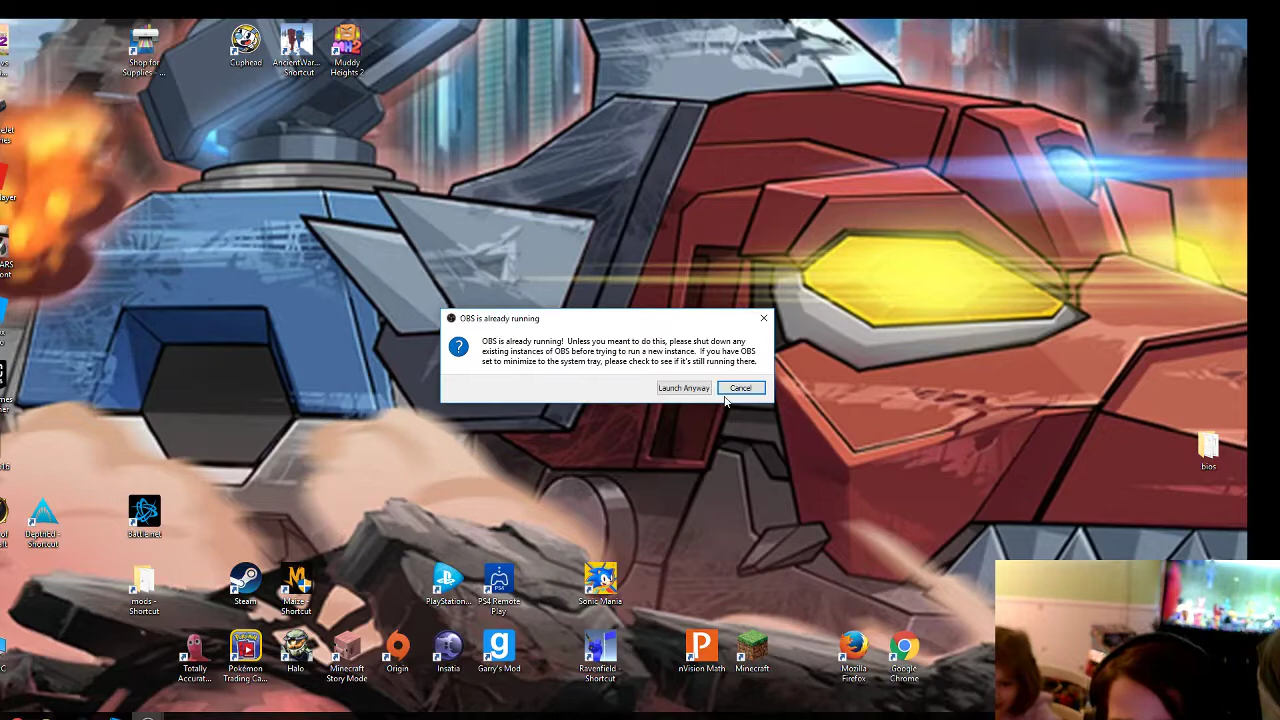 Shop for
Supplies - ...
Cuphead
AncientWar...
Shortcut
Muddy
Heights 2
OBS is already running
OBS is already running! Unless you meant to do this, please shut down any
existing instances of OBS before trying to run a new instance. If you have OBS
set to minimize to the system tray, please check to see if it's still running there.
Launch Anyway
Cancel
bios
Depthed -
Shortcut
Battle.net
mods -
Shortcut
Steam
Maize -
Shortcut
PlayStation...
PS4 Remote
Play
Sonic Mania
Totally
Accurat...
Pokémon
Trading Ca...
Halo
Minecraft
Story Mode
Origin
Insatia
Garry's Mod
Ravenfield -
Shortcut
nVision Math
Minecraft
Mozilla
Firefox
Google
Chrome